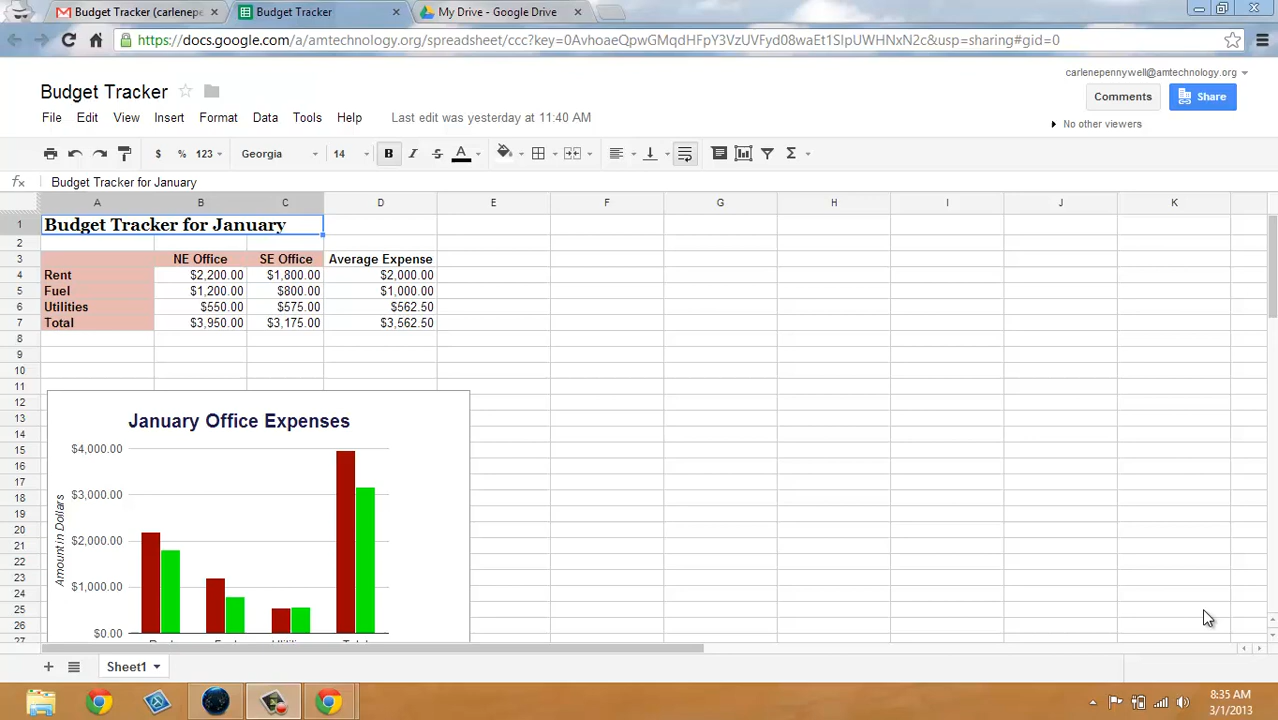 Budget Tracker (carlenepe
Budget Tracker
My Drive - Google Drive
https://docs.google.com/a/amtechnology.org/spreadsheet/ccc?key=0AvhoaeQpwGMqdHFpY3VzUVFyd08waEt1SlpUWHNxN2c&usp=sharing#gid=0
carlenepennywell@amtechnology.org
Budget Tracker
Comments
Share
File Edit View Insert Format Data Tools Help Last edit was yesterday at 11:40 AM
No other viewers
$ % 123 Georgia 14 B I S A Σ
fx Budget Tracker for January
A B C D E F G H I J K
1 Budget Tracker for January
2
3 NE Office SE Office Average Expense
4 Rent $2,200.00 $1,800.00 $2,000.00
5 Fuel $1,200.00 $800.00 $1,000.00
6 Utilities $550.00 $575.00 $562.50
7 Total $3,950.00 $3,175.00 $3,562.50
8
9
10
11
12
13 January Office Expenses
14
15 $4,000.00
16
17
18 $3,000.00
19
20
21 $2,000.00
22
23 Amount in Dollars
24 $1,000.00
25
26 $0.00
27
Sheet1
8:35 AM
3/1/2013